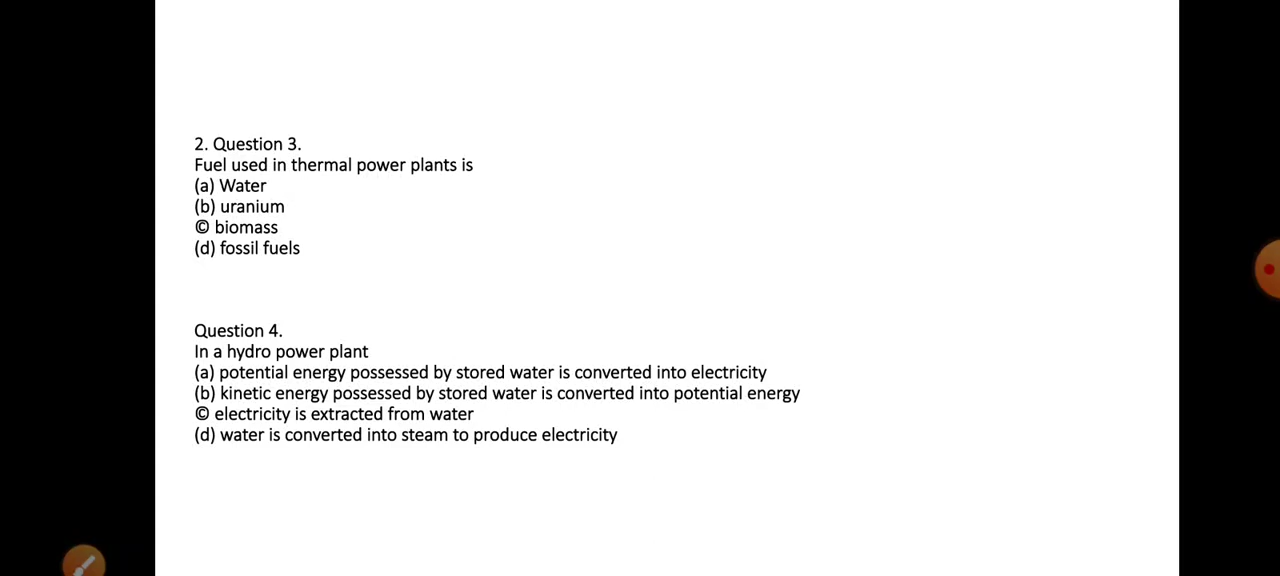 2. Question 3.
Fuel used in thermal power plants is
(a) Water
(b) uranium
© biomass
(d) fossil fuels
Question 4.
In a hydro power plant
(a) potential energy possessed by stored water is converted into electricity
(b) kinetic energy possessed by stored water is converted into potential energy
© electricity is extracted from water
(d) water is converted into steam to produce electricity